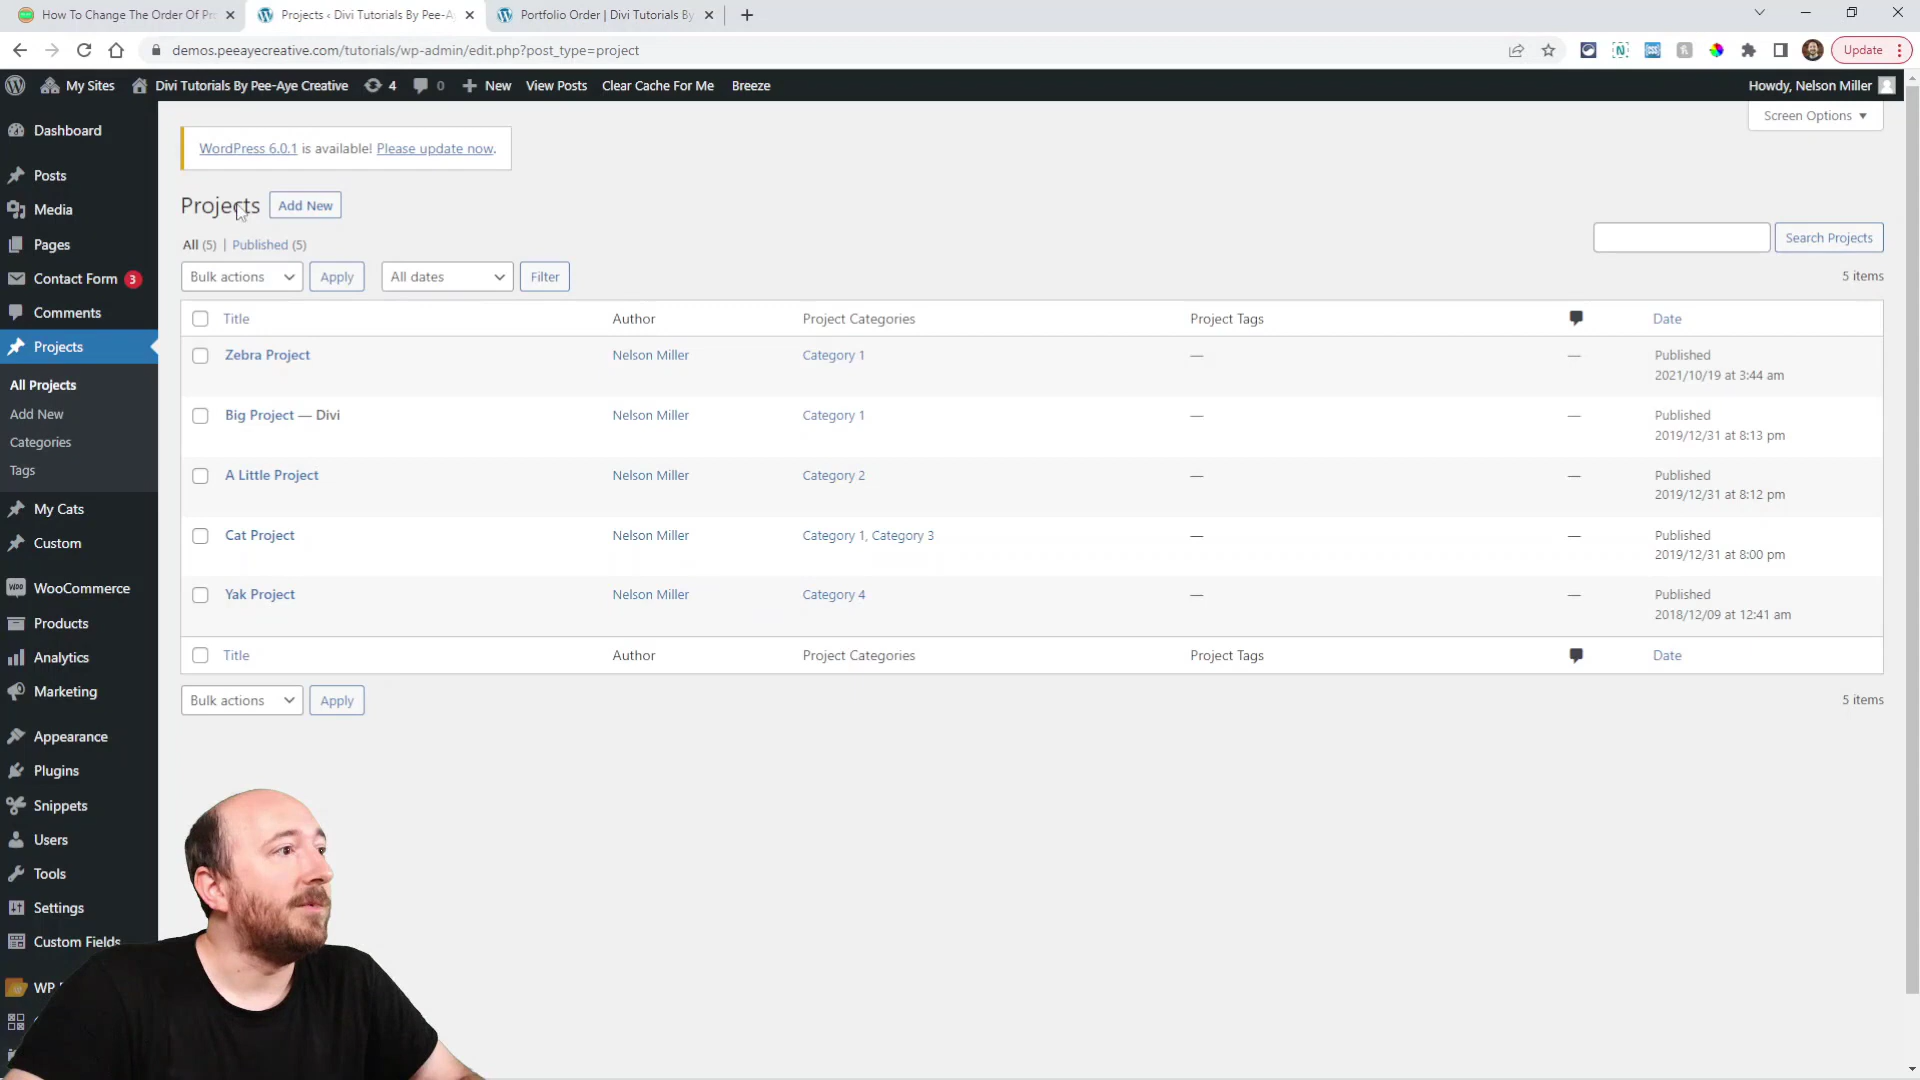 How To Change The Order Of Pr
Projects ‹ Divi Tutorials By Pee-Ay
Portfolio Order | Divi Tutorials By
demos.peeayecreative.com/tutorials/wp-admin/edit.php?post_type=project
Update
My Sites
Divi Tutorials By Pee-Aye Creative
4
0
New
View Posts
Clear Cache For Me
Breeze
Howdy, Nelson Miller
Screen Options
Dashboard
Posts
Media
Pages
Contact Form 3
Comments
Projects
All Projects
Add New
Categories
Tags
My Cats
Custom
WooCommerce
Products
Analytics
Marketing
Appearance
Plugins
Snippets
Users
Tools
Settings
Custom Fields
WP
WordPress 6.0.1 is available! Please update now.
Projects Add New
All (5) | Published (5)
Search Projects
Bulk actions Apply All dates Filter
5 items
Title Author Project Categories Project Tags Date
Zebra Project Nelson Miller Category 1 — — Published
2021/10/19 at 3:44 am
Big Project — Divi Nelson Miller Category 1 — — Published
2019/12/31 at 8:13 pm
A Little Project Nelson Miller Category 2 — — Published
2019/12/31 at 8:12 pm
Cat Project Nelson Miller Category 1, Category 3 — — Published
2019/12/31 at 8:00 pm
Yak Project Nelson Miller Category 4 — — Published
2018/12/09 at 12:41 am
Title Author Project Categories Project Tags Date
Bulk actions Apply
5 items